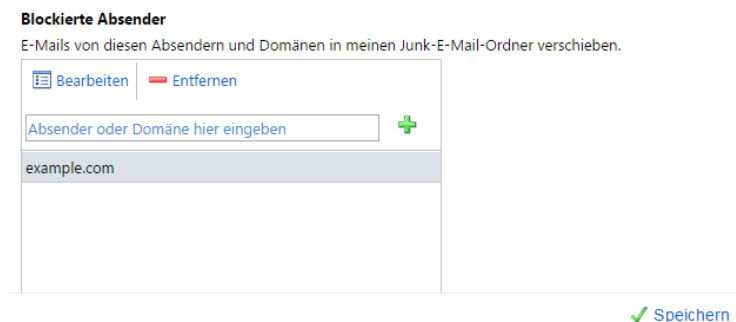 Blockierte Absender
E-Mails von diesen Absendern und Domänen in meinen Junk-E-Mail-Ordner verschieben.
Bearbeiten Entfernen
Absender oder Domäne hier eingeben
example.com
Speichern